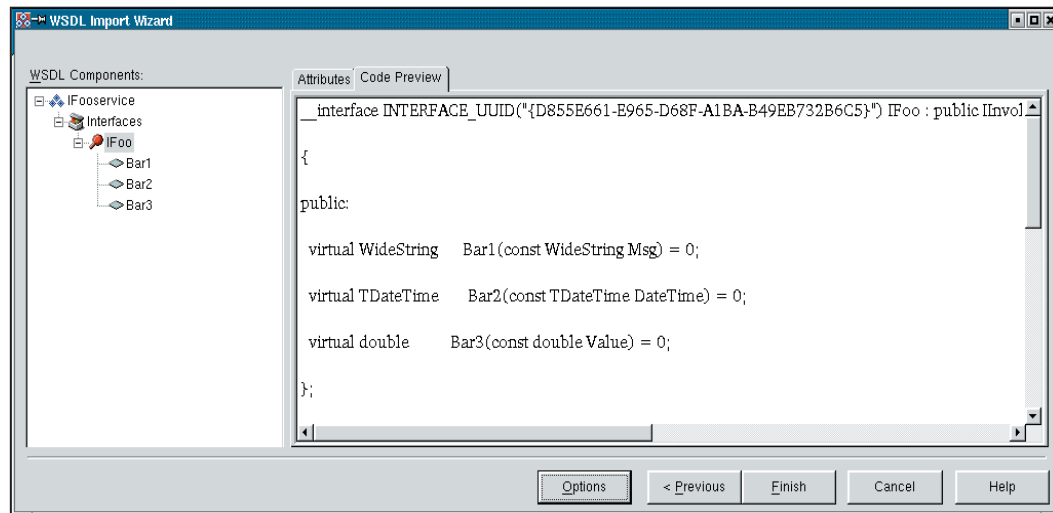 WSDL Import Wizard
WSDL Components:
IFooservice
Interfaces
IFoo
Bar1
Bar2
Bar3
Attributes Code Preview
__interface INTERFACE_UUID("{D855E661-E965-D68F-A1BA-B49EB732B6C5}") IFoo : public IInvol
{
public:
virtual WideString Bar1(const WideString Msg) = 0;
virtual TDateTime Bar2(const TDateTime DateTime) = 0;
virtual double Bar3(const double Value) = 0;
};
Options < Previous Finish Cancel Help